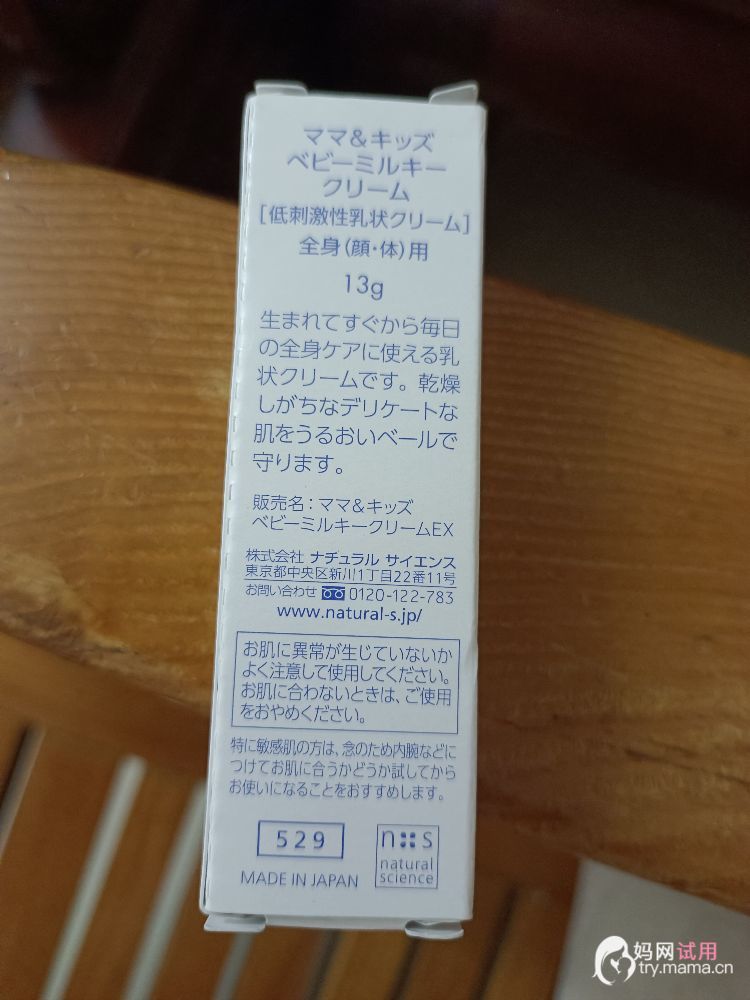 ママ&キッズ
ベビーミルキー
クリーム
[低刺激性乳状クリーム]
全身(顔・体)用
13g
生まれてすぐから毎日
の全身ケアに使える乳
状クリームです。乾燥
しがちなデリケートな
肌をうるおいベールで
守ります。
販売名：ママ&キッズ
ベビーミルキークリームEX
株式会社 ナチュラル サイエンス
東京都中央区新川1丁目22番11号
お問い合わせ 0120-122-783
www.natural-s.jp/
お肌に異常が生じていないか
よく注意して使用してください。
お肌に合わないときは、ご使用
をおやめください。
特に敏感肌の方は、念のため内腕などに
つけてお肌に合うかどうか試してから
お使いになることをおすすめします。
529
MADE IN JAPAN
n s
natural
science
妈网试用
try.mama.cn